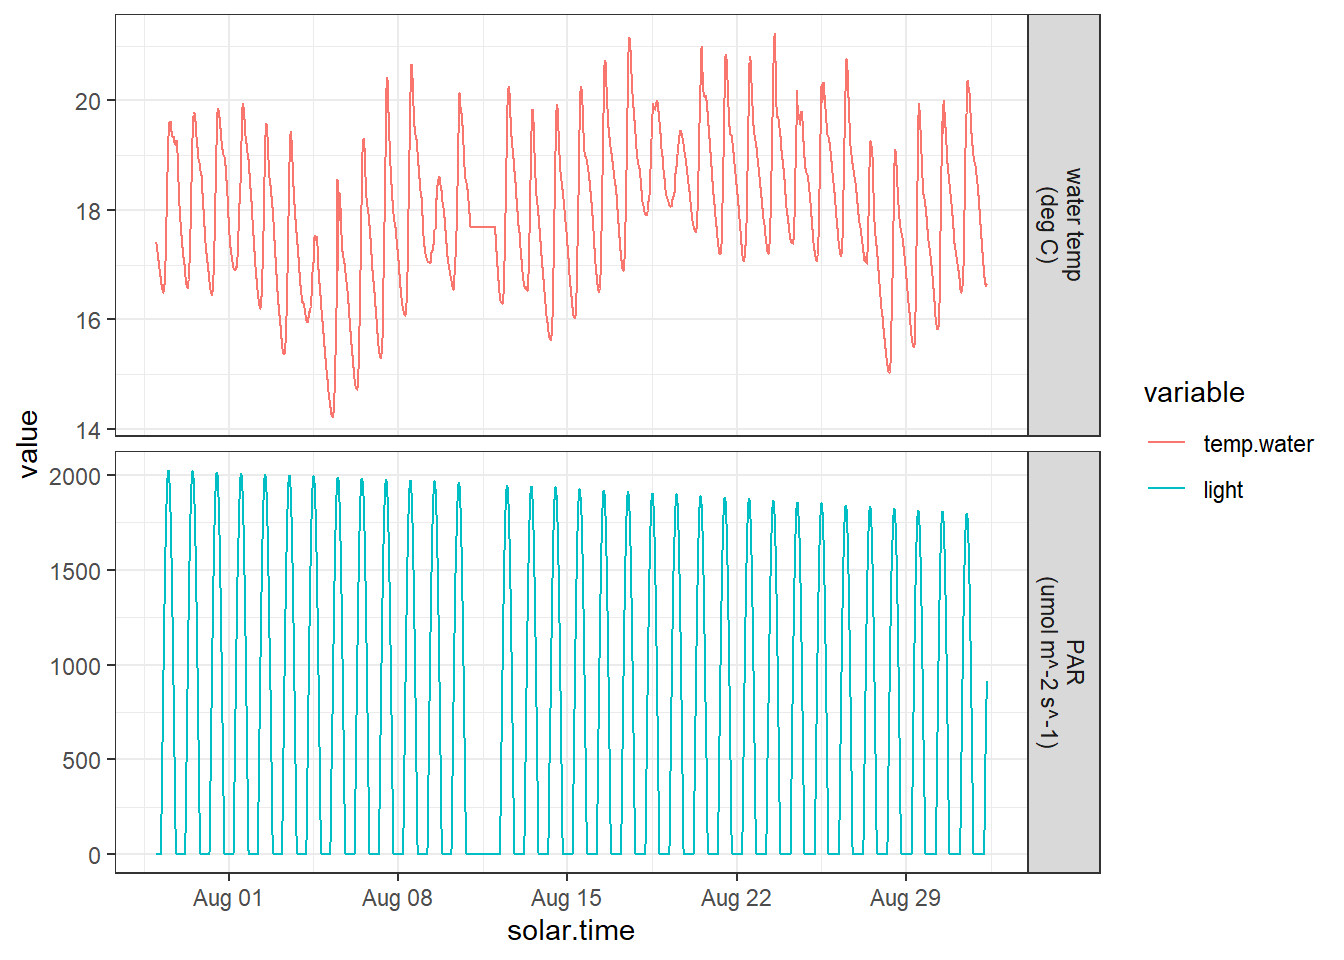 20
18
16
14
water temp
(deg C)
value
2000
1500
1000
500
0
PAR
(umol m^-2 s^-1)
Aug 01
Aug 08
Aug 15
Aug 22
Aug 29
solar.time
variable
temp.water
light